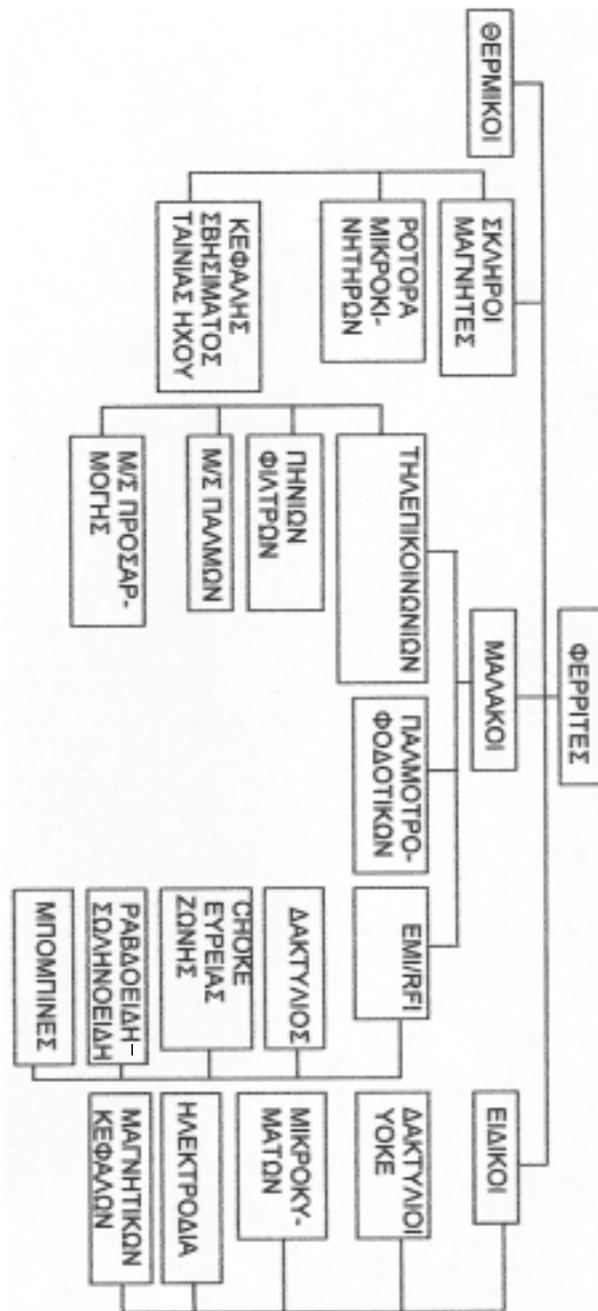 ΦΕΡΡΙΤΕΣ
ΘΕΡΜΙΚΟΙ
ΣΚΛΗΡΟΙ
ΜΑΓΝΗΤΕΣ
ΡΟΤΟΡΑ
ΜΙΚΡΟΚΙ-
ΝΗΤΗΡΩΝ
ΚΕΦΑΛΗΣ
ΣΒΗΣΙΜΑΤΟΣ
ΤΑΙΝΙΑΣ ΗΧΟΥ
ΜΑΛΑΚΟΙ
ΤΗΛΕΠΙΚΟΙΝΩΝΙΩΝ
ΠΗΝΙΩΝ
ΦΙΛΤΡΩΝ
Μ/Σ ΠΑΛΜΩΝ
Μ/Σ ΠΡΟΣΑΡ-
ΜΟΓΗΣ
ΠΑΛΜΟΤΡΟ-
ΦΟΔΟΤΙΚΩΝ
EMI/RFI
ΔΑΚΤΥΛΙΟΣ
CHOKE
ΕΥΡΕΙΑΣ
ΖΩΝΗΣ
ΡΑΒΔΟΕΙΔΗ–
ΣΩΛΗΝΟΕΙΔΗ
ΜΠΟΜΠΙΝΕΣ
ΕΙΔΙΚΟΙ
ΔΑΚΤΥΛΙΟΙ
YOKE
ΜΙΚΡΟΚΥ-
ΜΑΤΩΝ
ΗΛΕΚΤΡΟΔΙΑ
ΜΑΓΝΗΤΙΚΩΝ
ΚΕΦΑΛΩΝ